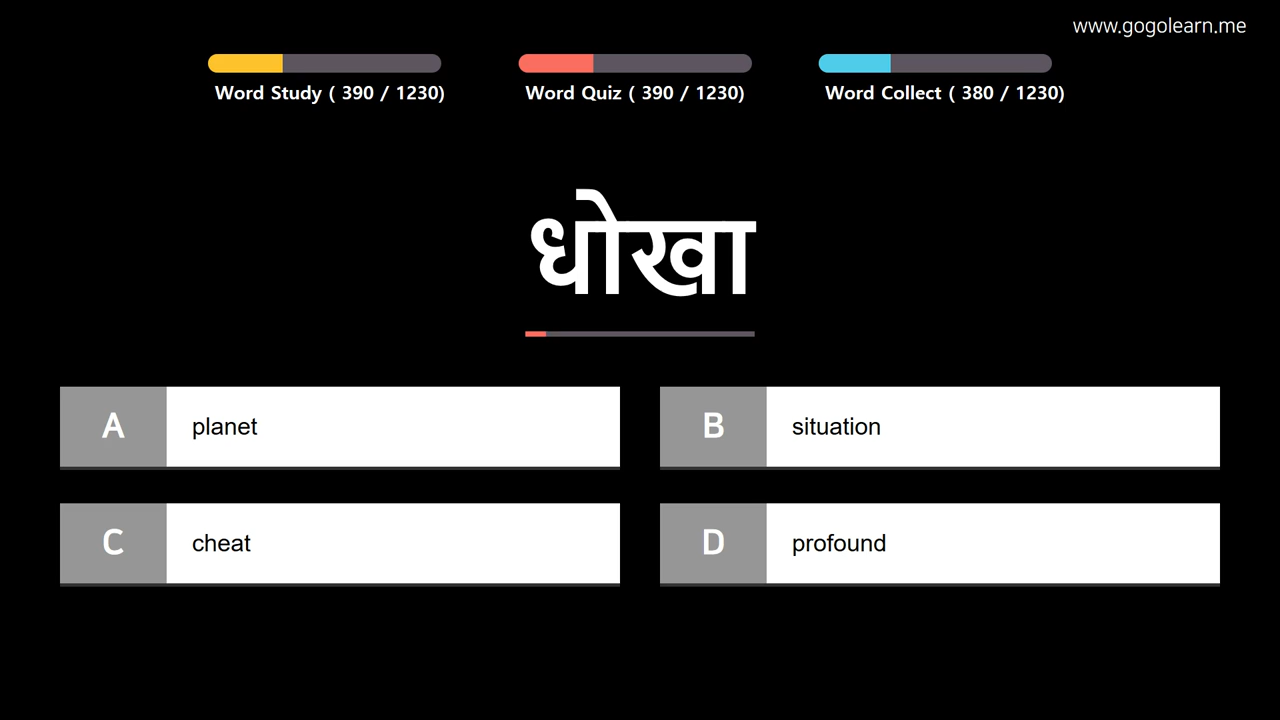 www.gogolearn.me
Word Study ( 390 / 1230)
Word Quiz ( 390 / 1230)
Word Collect ( 380 / 1230)
धोखा
A planet
B situation
C cheat
D profound